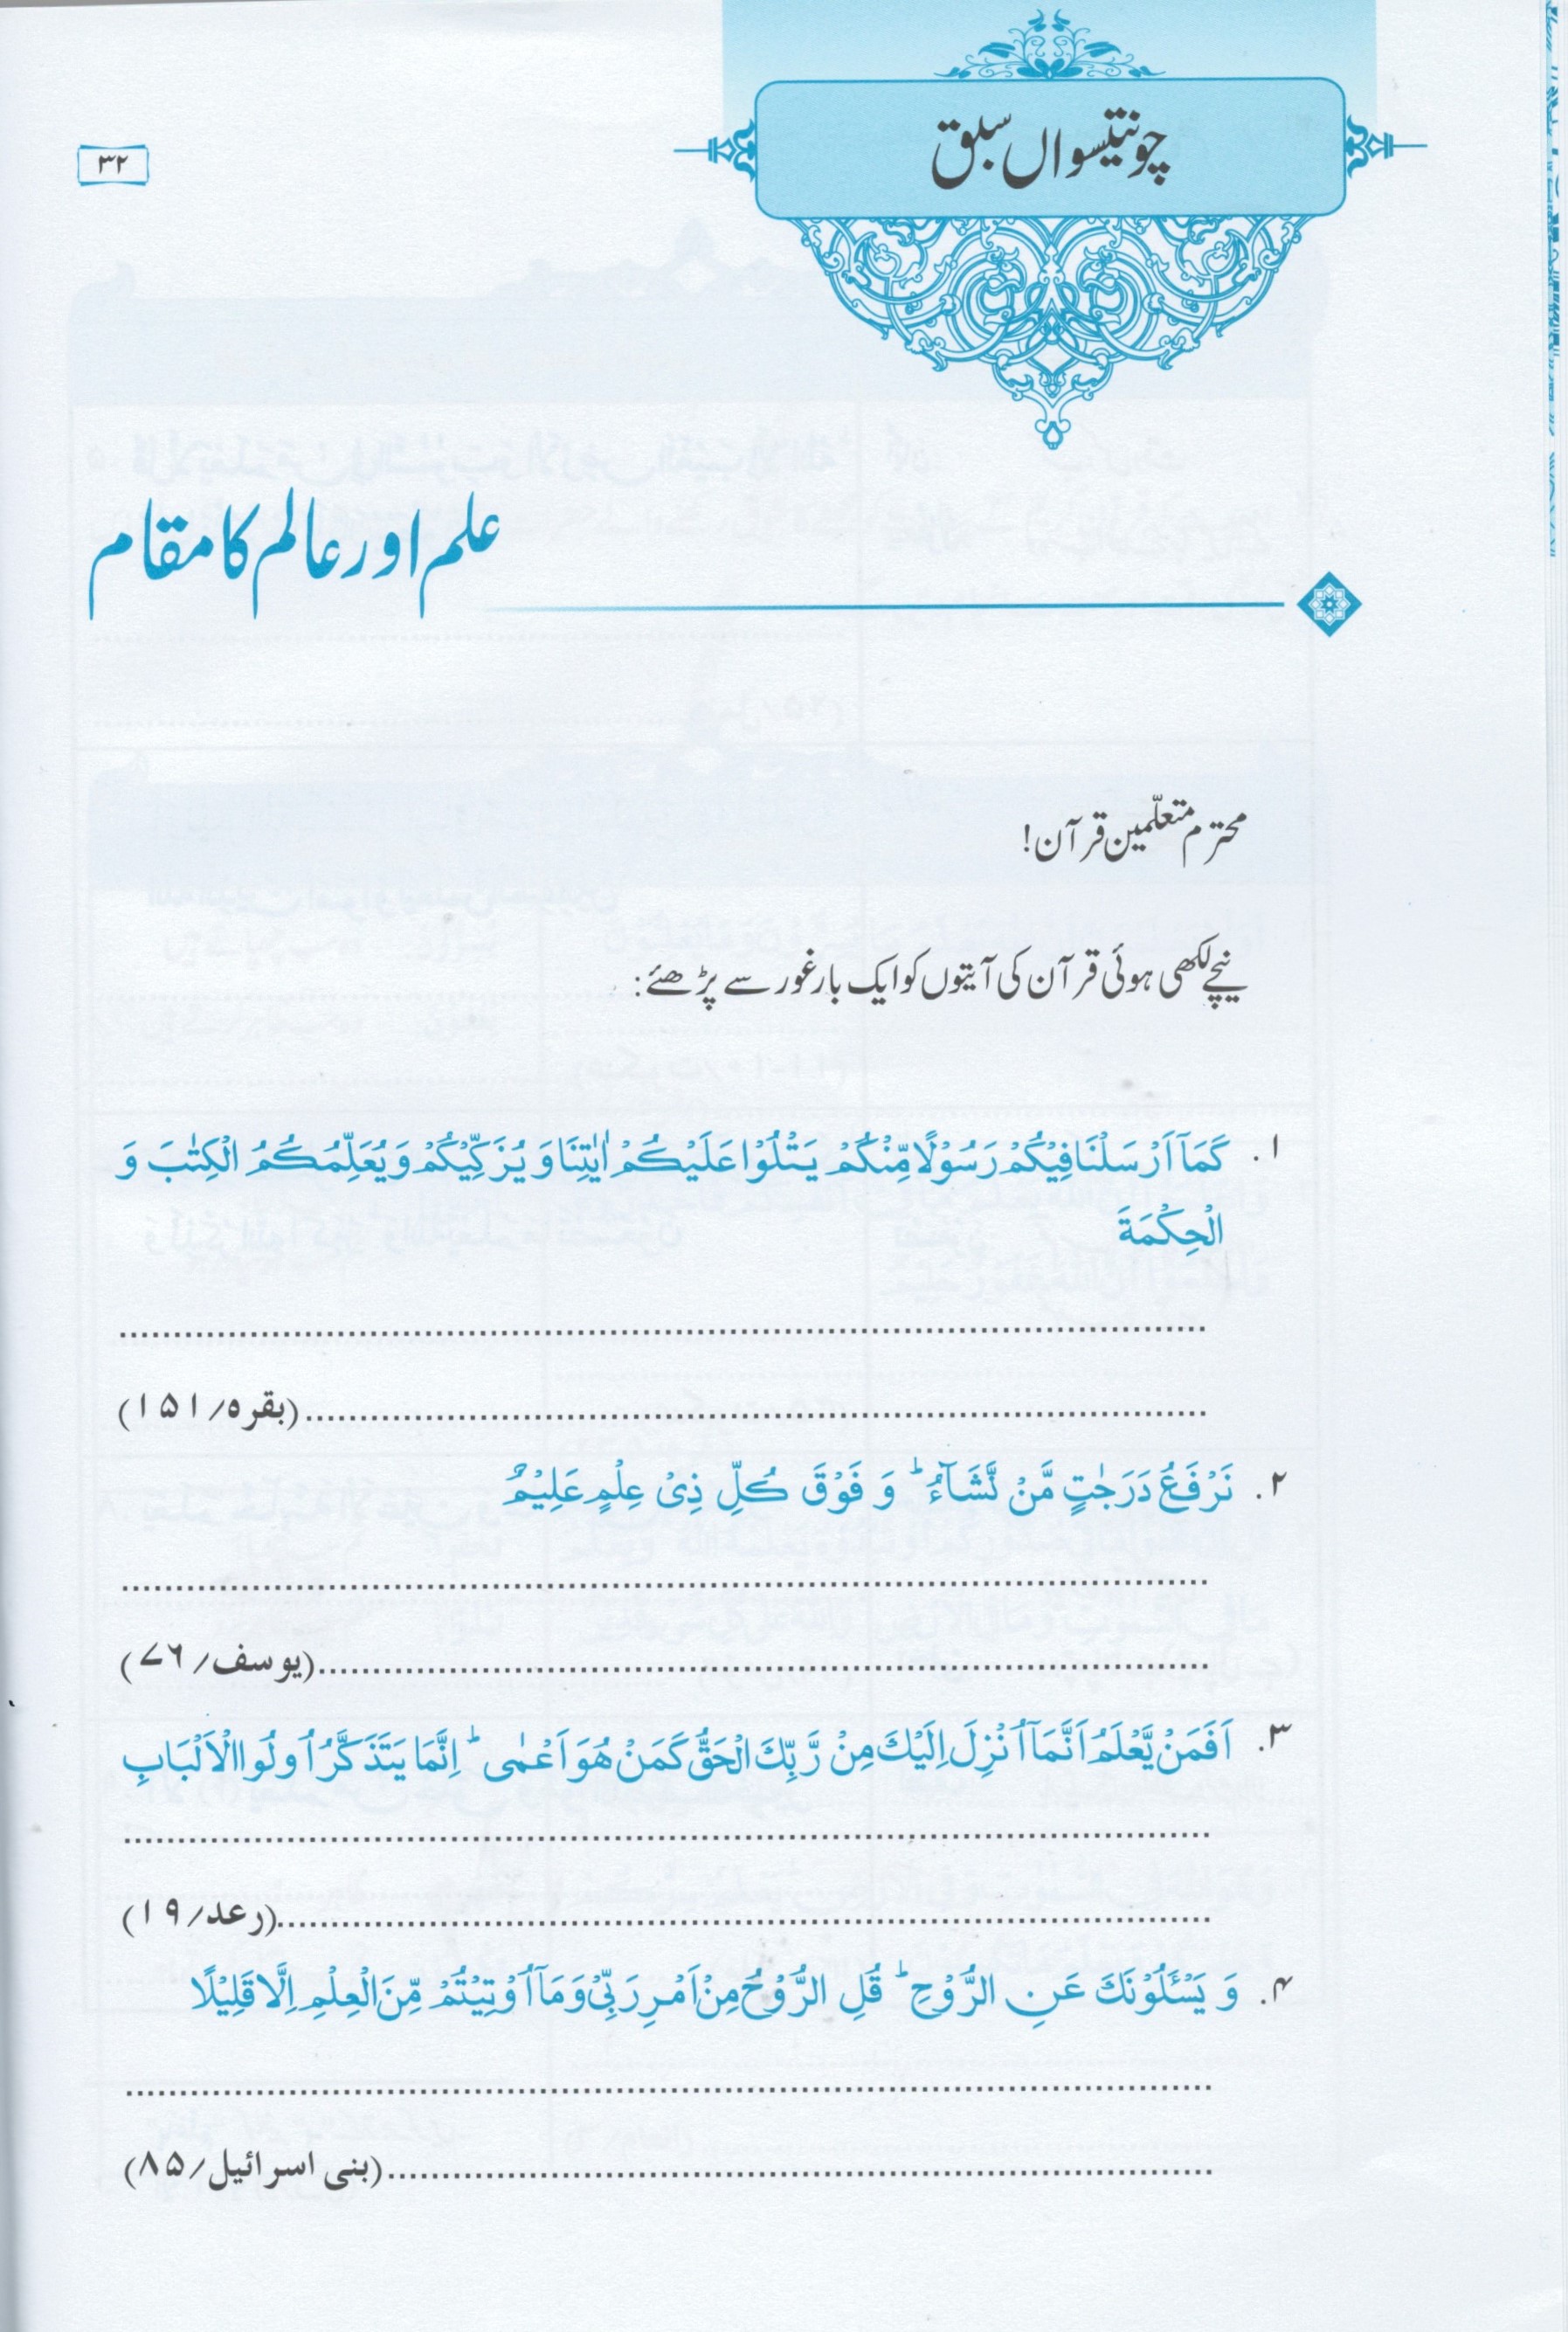 چونتیسواں سبق
۳۲
علم اور عالم کا مقام
محترم متعلّمین قرآن!
نیچے لکھی ہوئی قرآن کی آیتوں کو ایک بار غور سے پڑھئے:
۱. كَمَاۤ اَرْسَلْنَا فِيْكُمْ رَسُوْلًا مِّنْكُمْ يَتْلُوْا عَلَيْكُمْ اٰيٰتِنَا وَ يُزَكِّيْكُمْ وَ يُعَلِّمُكُمُ الْكِتٰبَ وَ
الْحِكْمَةَ
................................................................
................................................................(بقره/۱۵۱)
۲. نَرْفَعُ دَرَجٰتٍ مَّنْ نَّشَآءُ ؕ وَ فَوْقَ كُلِّ ذِيْ عِلْمٍ عَلِيْمٌ
................................................................
................................................................(یوسف/۷۶)
۳. اَفَمَنْ يَّعْلَمُ اَنَّمَاۤ اُنْزِلَ اِلَيْكَ مِنْ رَّبِّكَ الْحَقُّ كَمَنْ هُوَ اَعْمٰى ؕ اِنَّمَا يَتَذَكَّرُ اُولُوا الْاَلْبَابِ
................................................................
................................................................(رعد/۱۹)
۴. وَ يَسْـَٔلُوْنَكَ عَنِ الرُّوْحِ ؕ قُلِ الرُّوْحُ مِنْ اَمْرِ رَبِّيْ وَ مَاۤ اُوْتِيْتُمْ مِّنَ الْعِلْمِ اِلَّا قَلِيْلًا
................................................................
................................................................(بنی اسرائیل/۸۵)